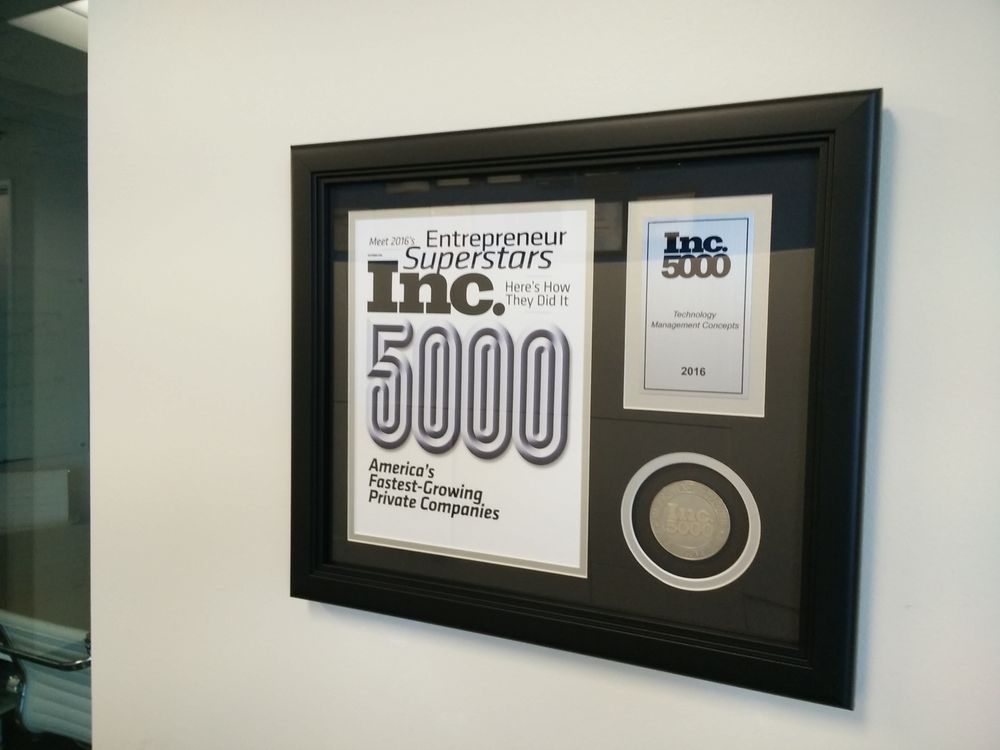 Meet 2016's Entrepreneur
Superstars
Inc.
Here's How
They Did It
5000
America's
Fastest-Growing
Private Companies
Inc.
5000
Technology
Management Concepts
2016
Inc.
5000